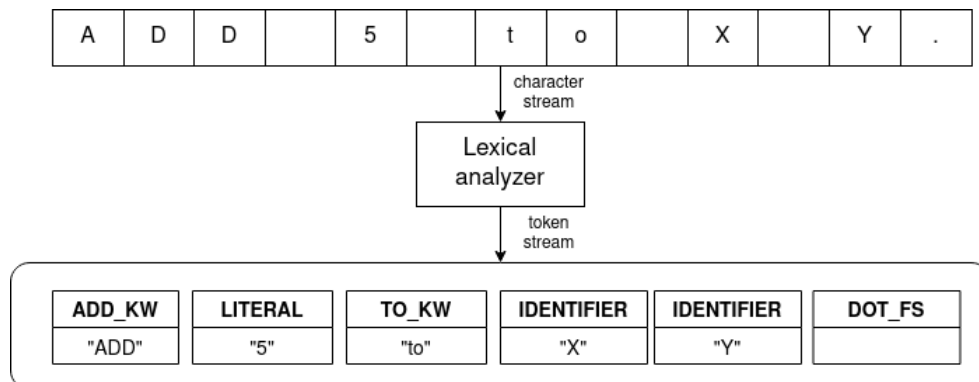 A D D 5 t o X Y .
character
stream
Lexical
analyzer
token
stream
ADD_KW LITERAL TO_KW IDENTIFIER IDENTIFIER DOT_FS
"ADD" "5" "to" "X" "Y"